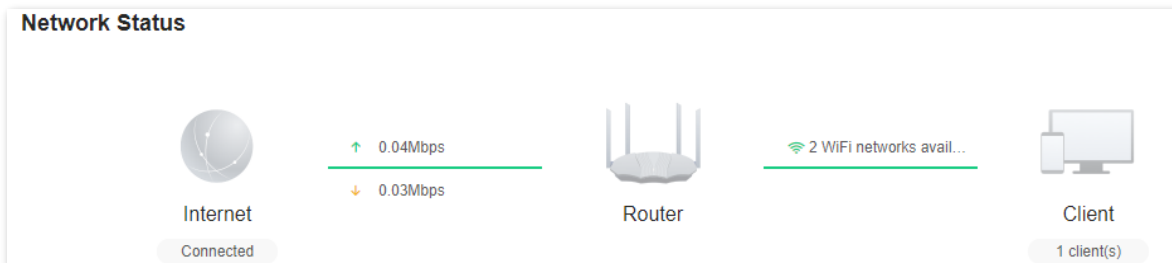 Network Status
↑ 0.04Mbps
2 WiFi networks avail...
↓ 0.03Mbps
Internet
Router
Client
Connected
1 client(s)